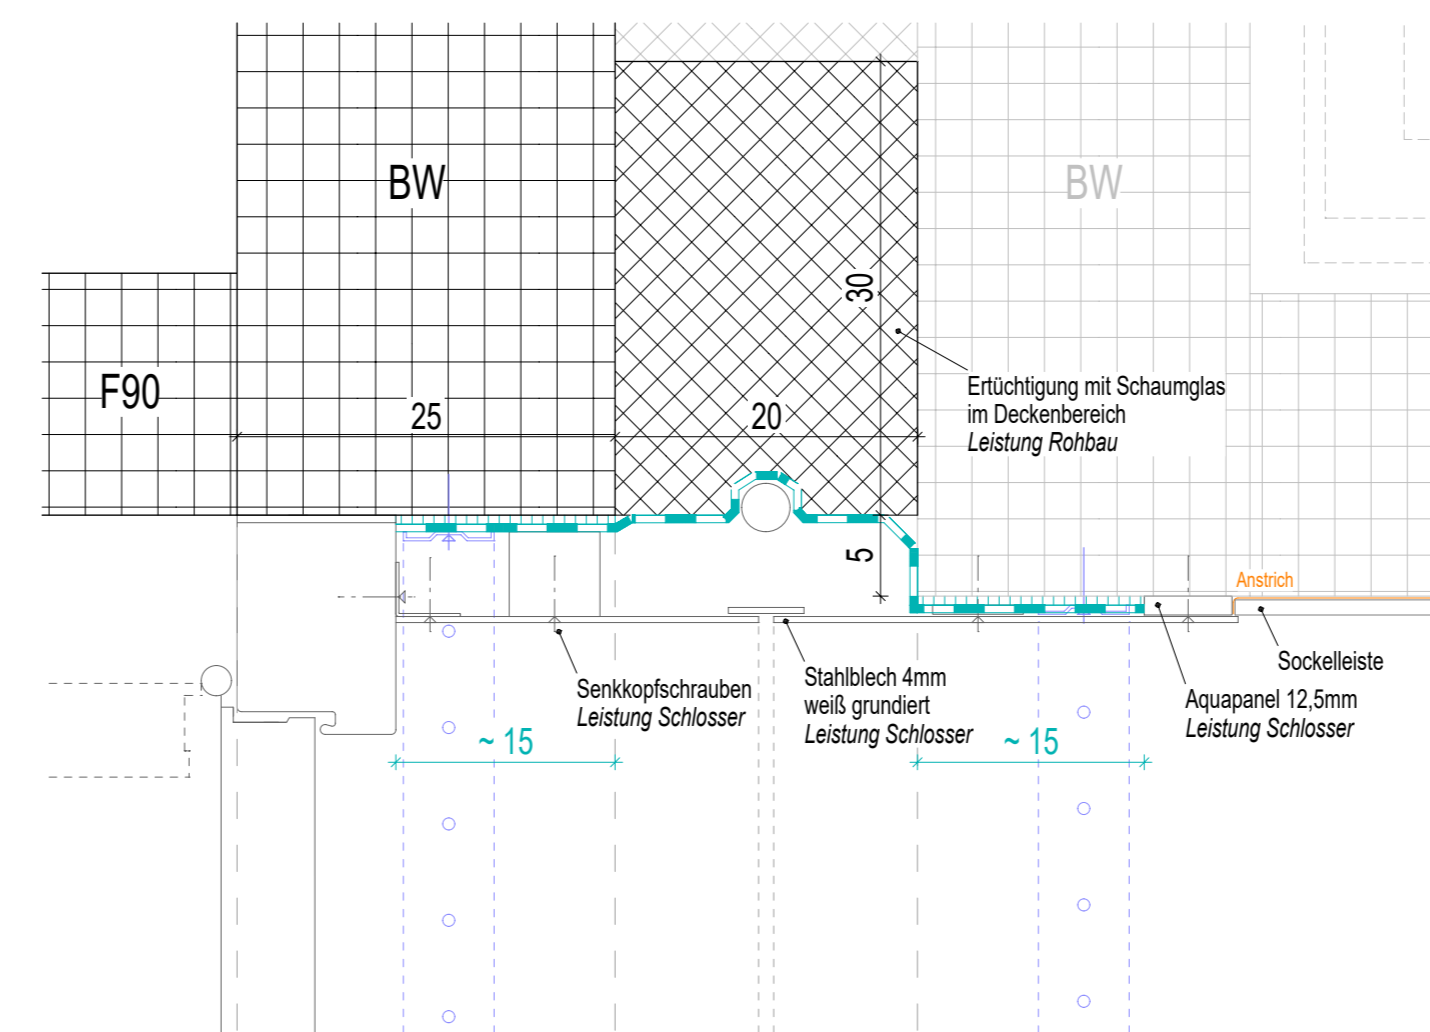 BW
BW
30
F90
25
20
Ertüchtigung mit Schaumglas
im Deckenbereich
Leistung Rohbau
5
Anstrich
Sockelleiste
Senkkopfschrauben
Leistung Schlosser
Stahlblech 4mm
weiß grundiert
Leistung Schlosser
Aquapanel 12,5mm
Leistung Schlosser
~ 15
~ 15